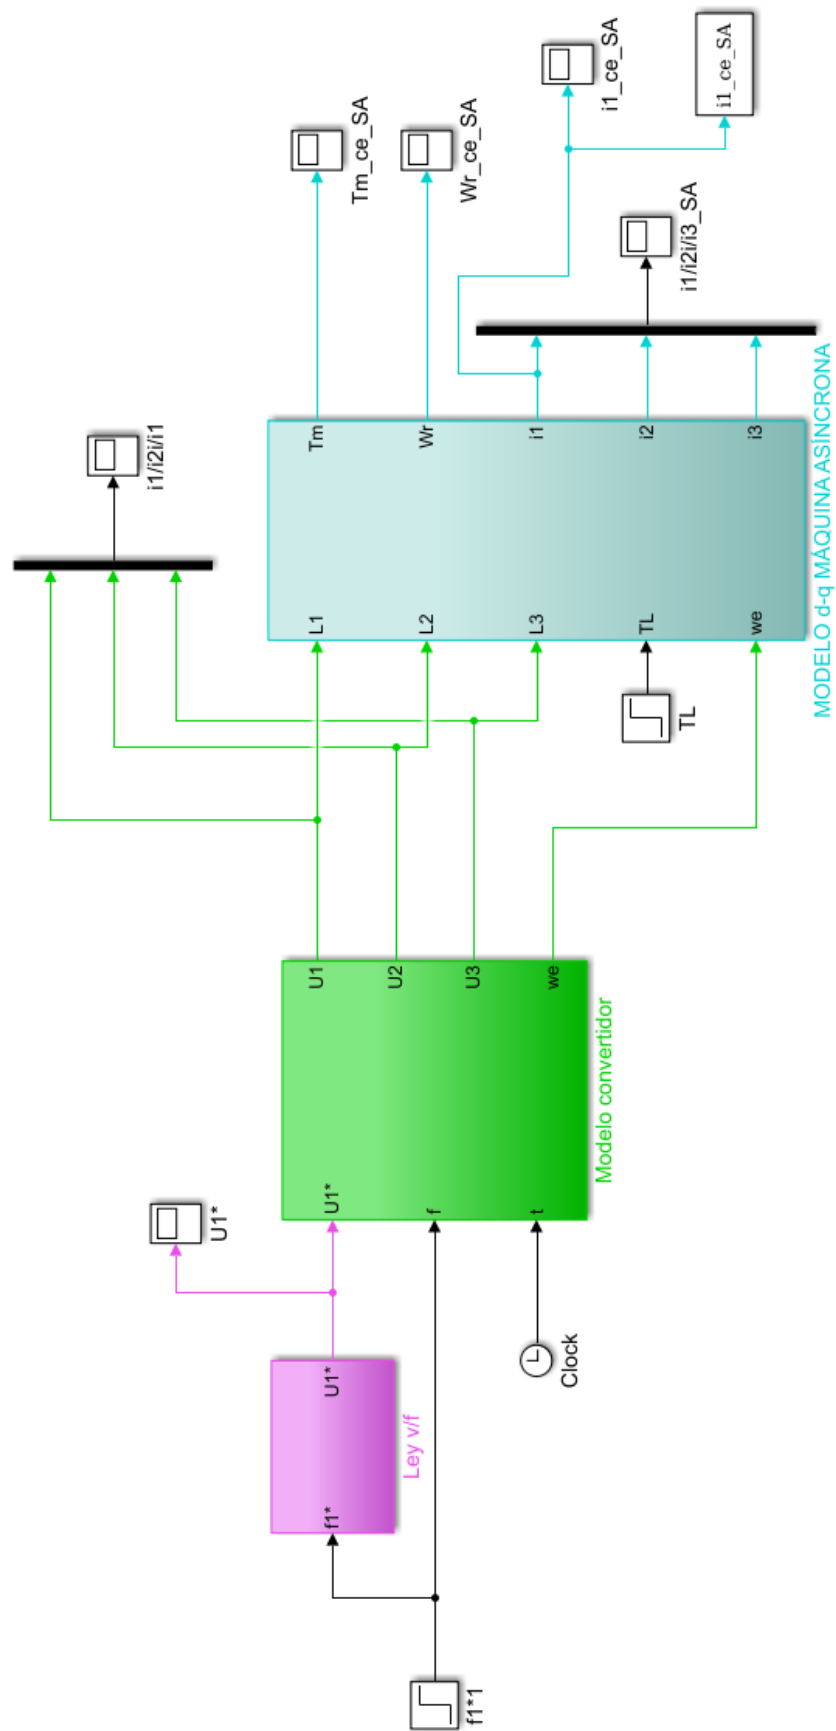 f1*1
f1*
U1*
Ley v/f
U1*
Clock
U1*
f
t
U1
U2
U3
we
Modelo convertidor
i1/i2i/i1
TL
L1
L2
L3
TL
we
Tm
Wr
i1
i2
i3
MODELO d-q MÁQUINA ASÍNCRONA
Tm_ce_SA
Wr_ce_SA
i1_ce_SA
i1_ce_SA
i1/i2i/i3_SA